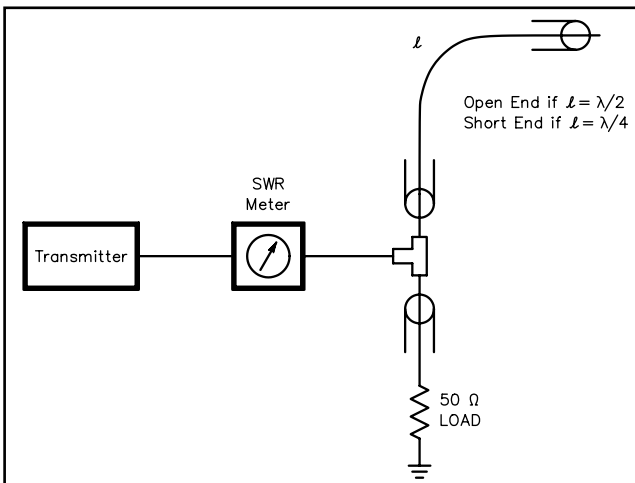 ℓ
Open End if ℓ = λ/2
Short End if ℓ = λ/4
SWR
Meter
Transmitter
50 Ω
LOAD